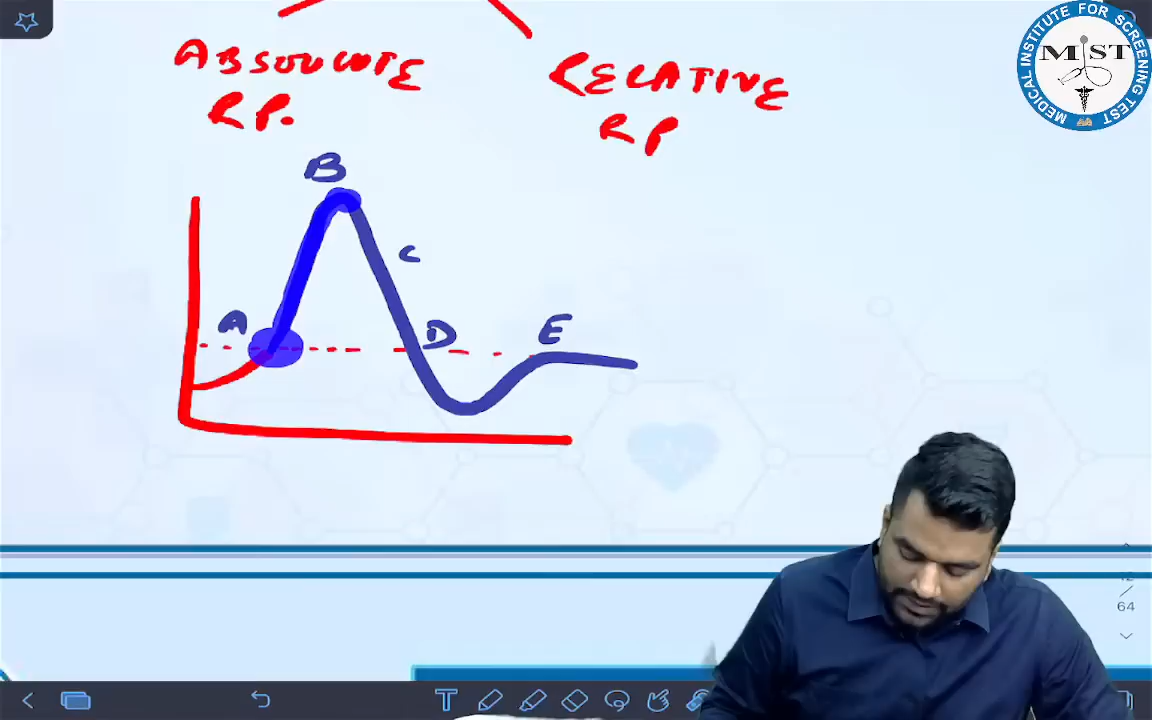 ABSOLUTE
RP.
RELATIVE
RP
B
C
A
D
E
MEDICAL INSTITUTE FOR SCREENING TEST
MIST
64
T